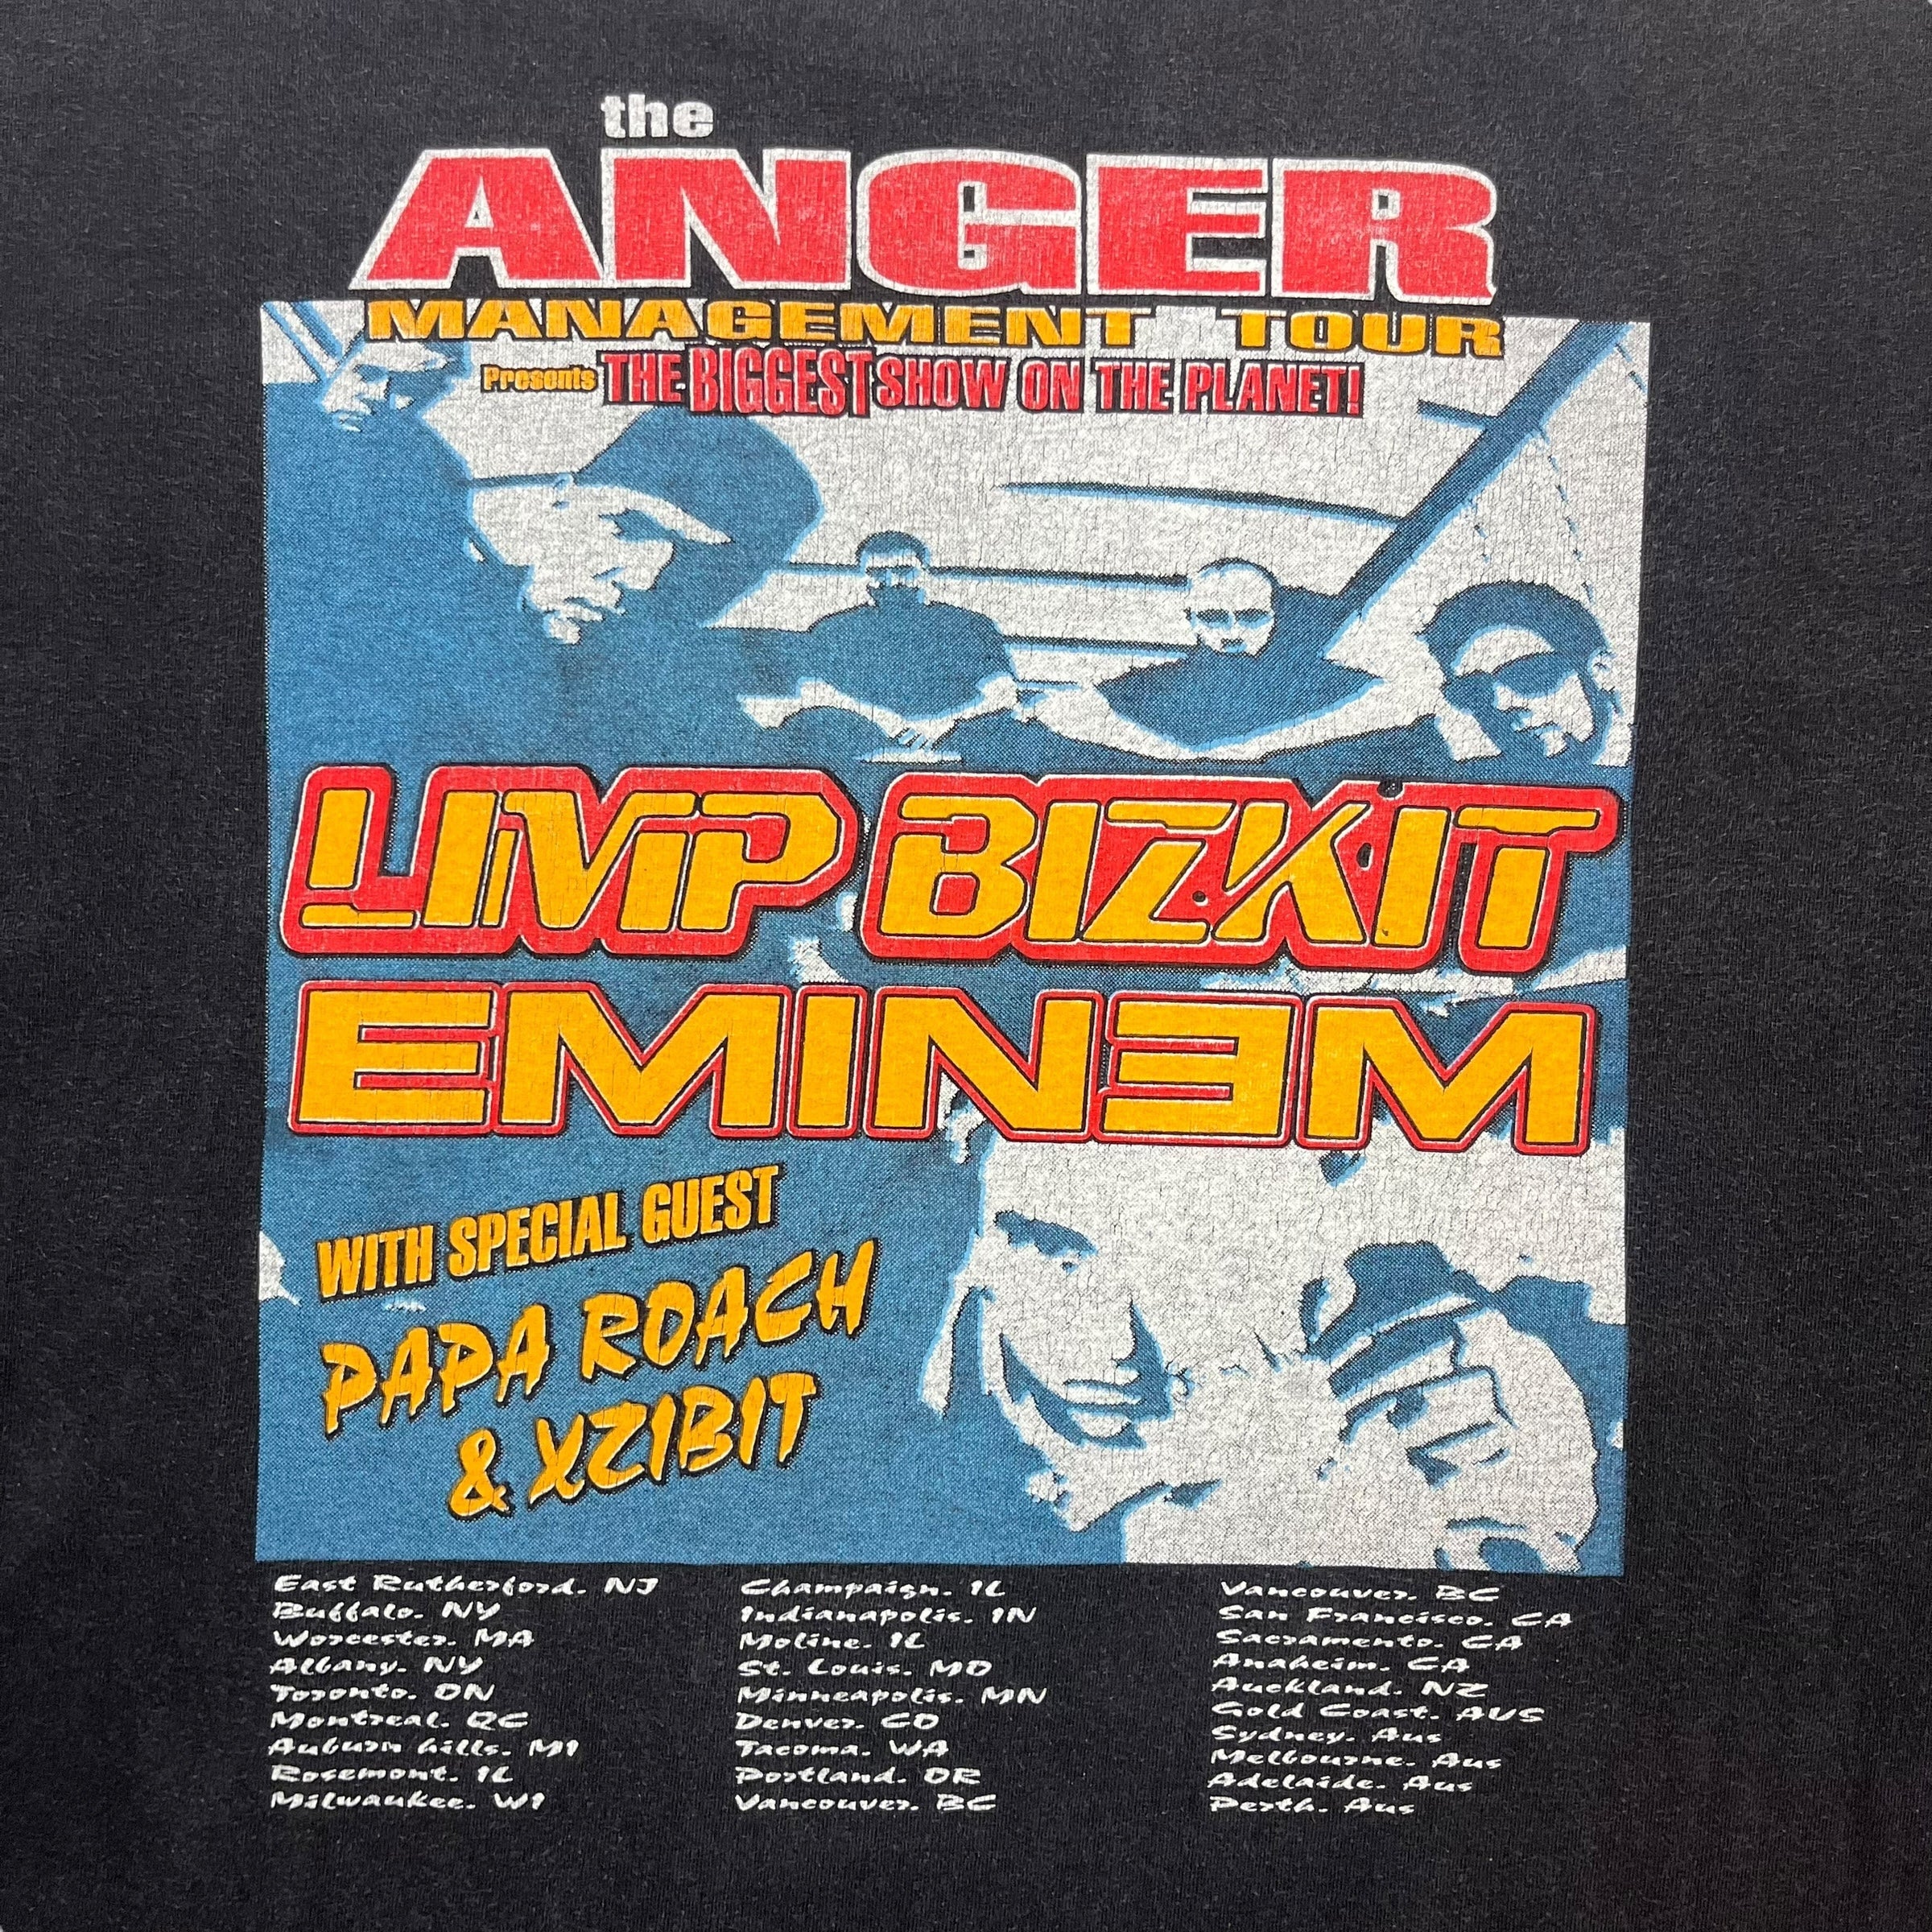 the
ANGER
MANAGEMENT TOUR
Presents THE BIGGEST SHOW ON THE PLANET!
LIMP BIZKIT
EMINƎM
WITH SPECIAL GUEST
PAPA ROACH
& XZIBIT
East Rutherford. NJ
Buffalo. NY
Worcester. MA
Albany. NY
Toronto. ON
Montreal. QC
Auburn hills. MI
Rosemont. IL
Milwaukee. WI
Champaign. IL
Indianapolis. IN
Moline. IL
St. Louis. MO
Minneapolis. MN
Denver. CO
Tacoma. WA
Portland. OR
Vancouver. BC
Vancouver. BC
San Francisco. CA
Sacramento. CA
Anaheim. CA
Auckland. NZ
Gold Coast. AUS
Sydney. Aus
Melbourne. Aus
Adelaide. Aus
Perth. Aus